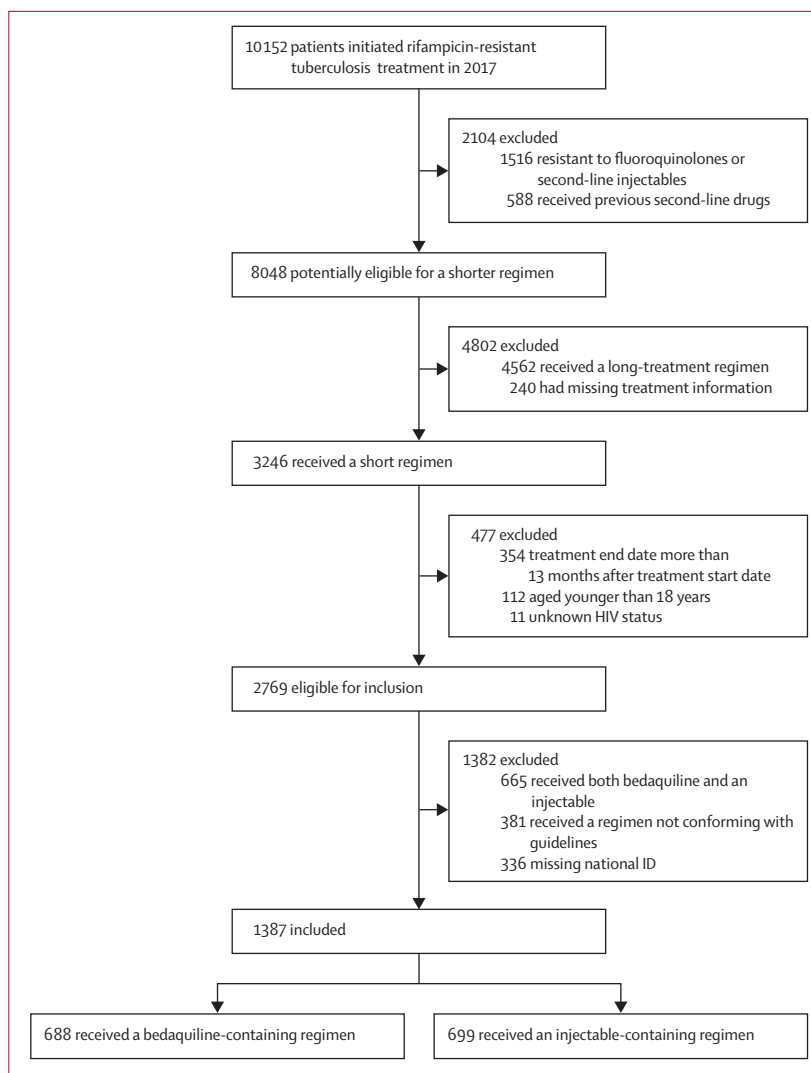 10 152 patients initiated rifampicin-resistant
tuberculosis treatment in 2017
2104 excluded
1516 resistant to fluoroquinolones or
second-line injectables
588 received previous second-line drugs
8048 potentially eligible for a shorter regimen
4802 excluded
4562 received a long-treatment regimen
240 had missing treatment information
3246 received a short regimen
477 excluded
354 treatment end date more than
13 months after treatment start date
112 aged younger than 18 years
11 unknown HIV status
2769 eligible for inclusion
1382 excluded
665 received both bedaquiline and an
injectable
381 received a regimen not conforming with
guidelines
336 missing national ID
1387 included
688 received a bedaquiline-containing regimen
699 received an injectable-containing regimen